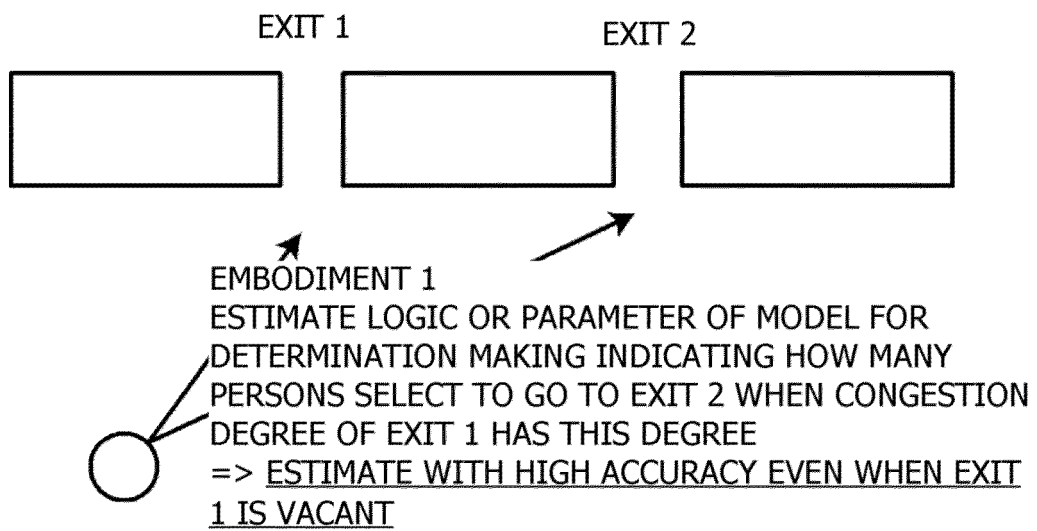 EXIT 1
EXIT 2
EMBODIMENT 1
ESTIMATE LOGIC OR PARAMETER OF MODEL FOR
DETERMINATION MAKING INDICATING HOW MANY
PERSONS SELECT TO GO TO EXIT 2 WHEN CONGESTION
DEGREE OF EXIT 1 HAS THIS DEGREE
=> ESTIMATE WITH HIGH ACCURACY EVEN WHEN EXIT
1 IS VACANT